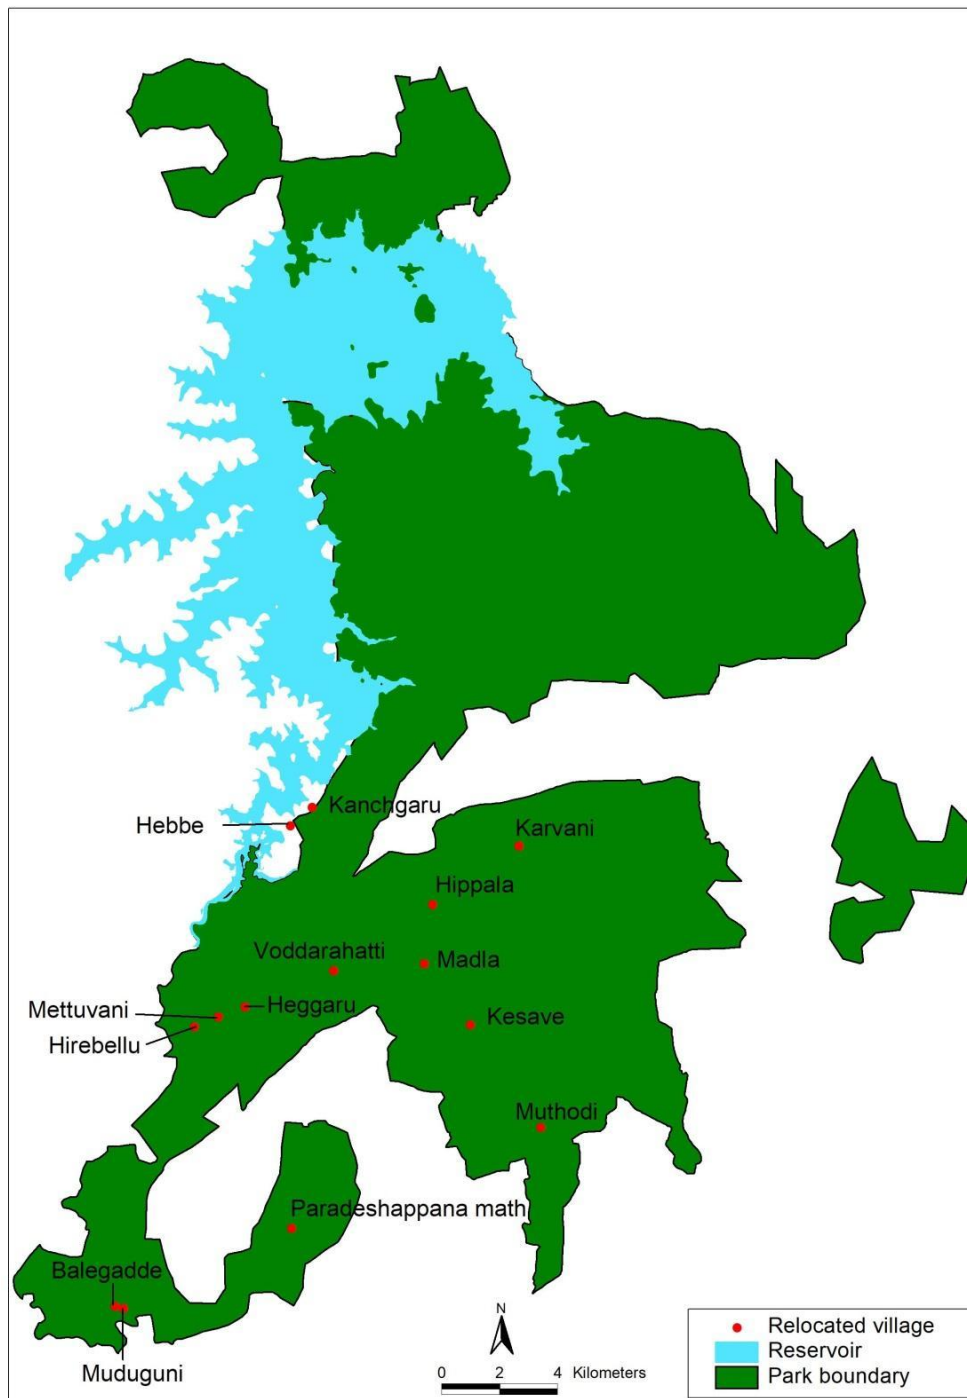 Kanchgaru
Hebbe
Karvani
Hippala
Voddarahatti
Madla
Mettuvani
Heggaru
Hirebellu
Kesave
Muthodi
Paradeshappana math
Balegadde
Muduguni
N
0 2 4 Kilometers
Relocated village
Reservoir
Park boundary